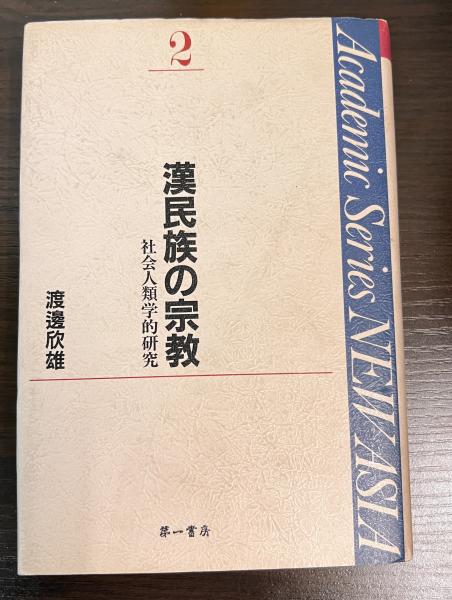 2
漢民族の宗教
社会人類学的研究
渡邊欣雄
第一書房
Academic Series NEW ASIA